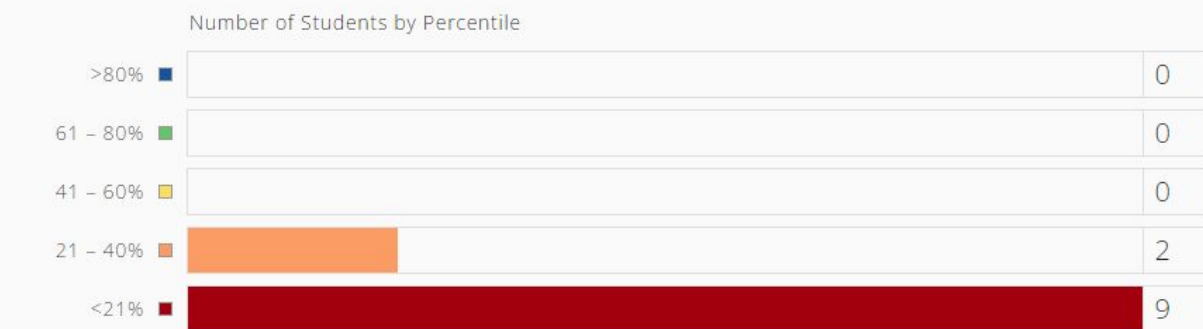 Number of Students by Percentile
>80% 0
61 – 80% 0
41 – 60% 0
21 – 40% 2
<21% 9